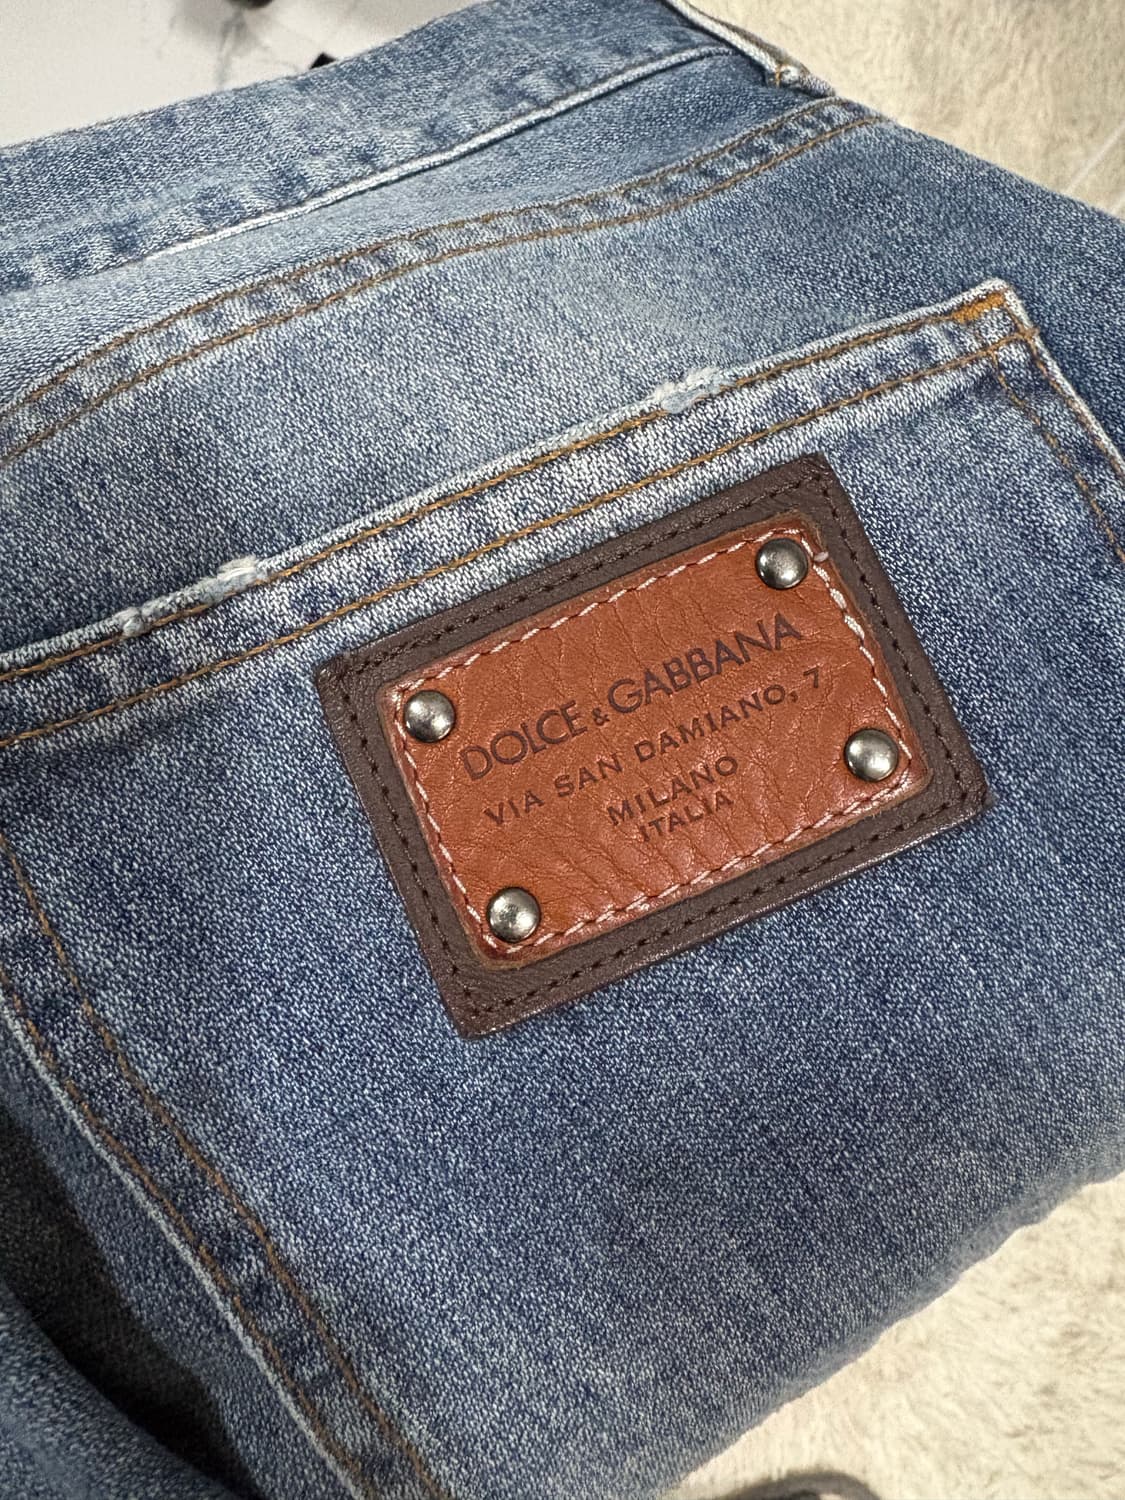 DOLCE & GABBANA
VIA SAN DAMIANO, 7
MILANO
ITALIA